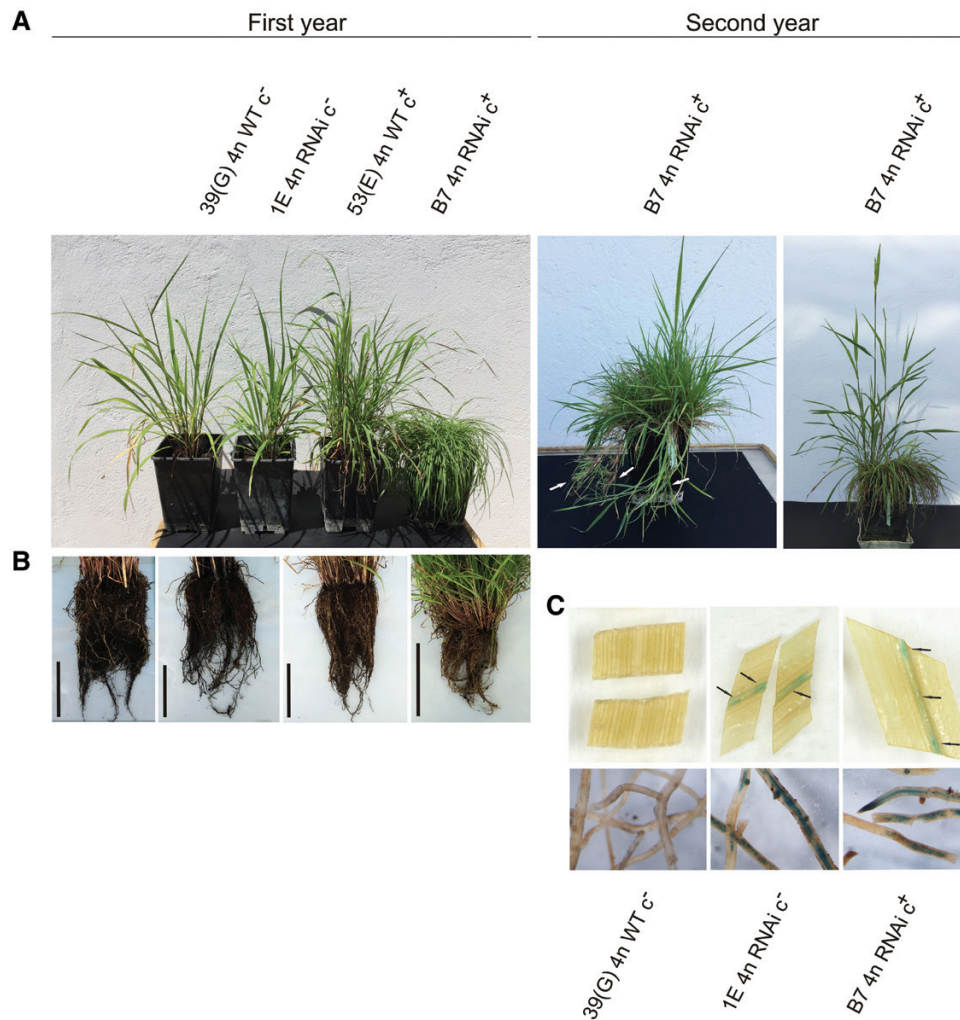 A
First year
Second year
39(G) 4n WT c-
1E 4n RNAi c-
53(E) 4n WT c+
B7 4n RNAi c+
B7 4n RNAi c+
B7 4n RNAi c+
B
C
39(G) 4n WT c-
1E 4n RNAi c-
B7 4n RNAi c+